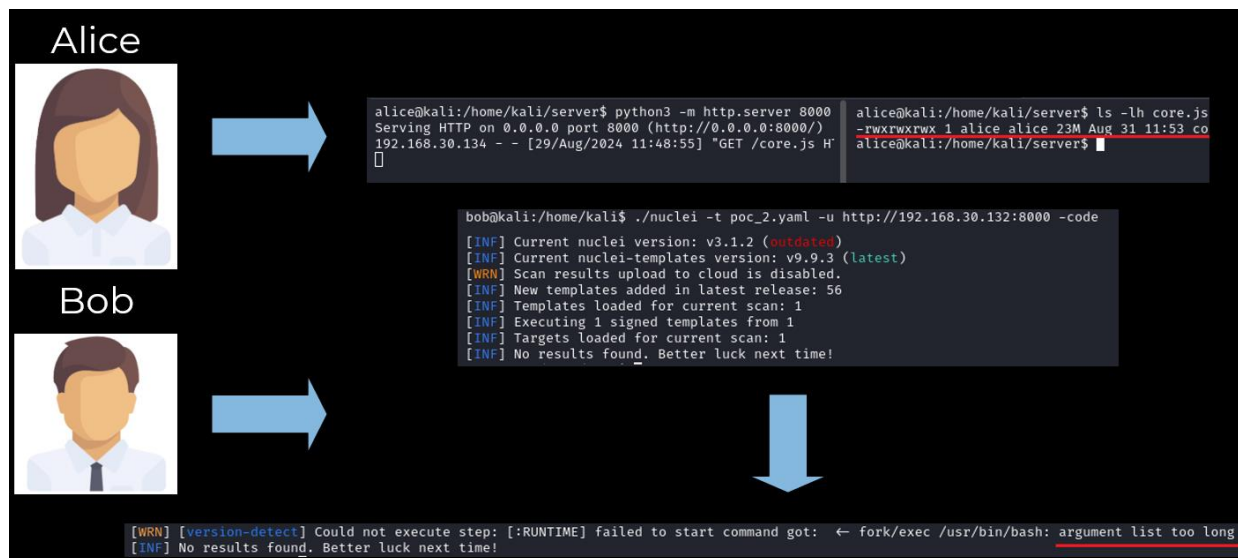 Alice
alice@kali:/home/kali/server$ python3 -m http.server 8000
Serving HTTP on 0.0.0.0 port 8000 (http://0.0.0.0:8000/)
192.168.30.134 - - [29/Aug/2024 11:48:55] "GET /core.js H
alice@kali:/home/kali/server$ ls -lh core.js
-rwxrwxrwx 1 alice alice 23M Aug 31 11:53 co
alice@kali:/home/kali/server$
Bob
bob@kali:/home/kali$ ./nuclei -t poc_2.yaml -u http://192.168.30.132:8000 -code
[INF] Current nuclei version: v3.1.2 (outdated)
[INF] Current nuclei-templates version: v9.9.3 (latest)
[WRN] Scan results upload to cloud is disabled.
[INF] New templates added in latest release: 56
[INF] Templates loaded for current scan: 1
[INF] Executing 1 signed templates from 1
[INF] Targets loaded for current scan: 1
[INF] No results found. Better luck next time!
[WRN] [version-detect] Could not execute step: [:RUNTIME] failed to start command got: ← fork/exec /usr/bin/bash: argument list too long
[INF] No results found. Better luck next time!